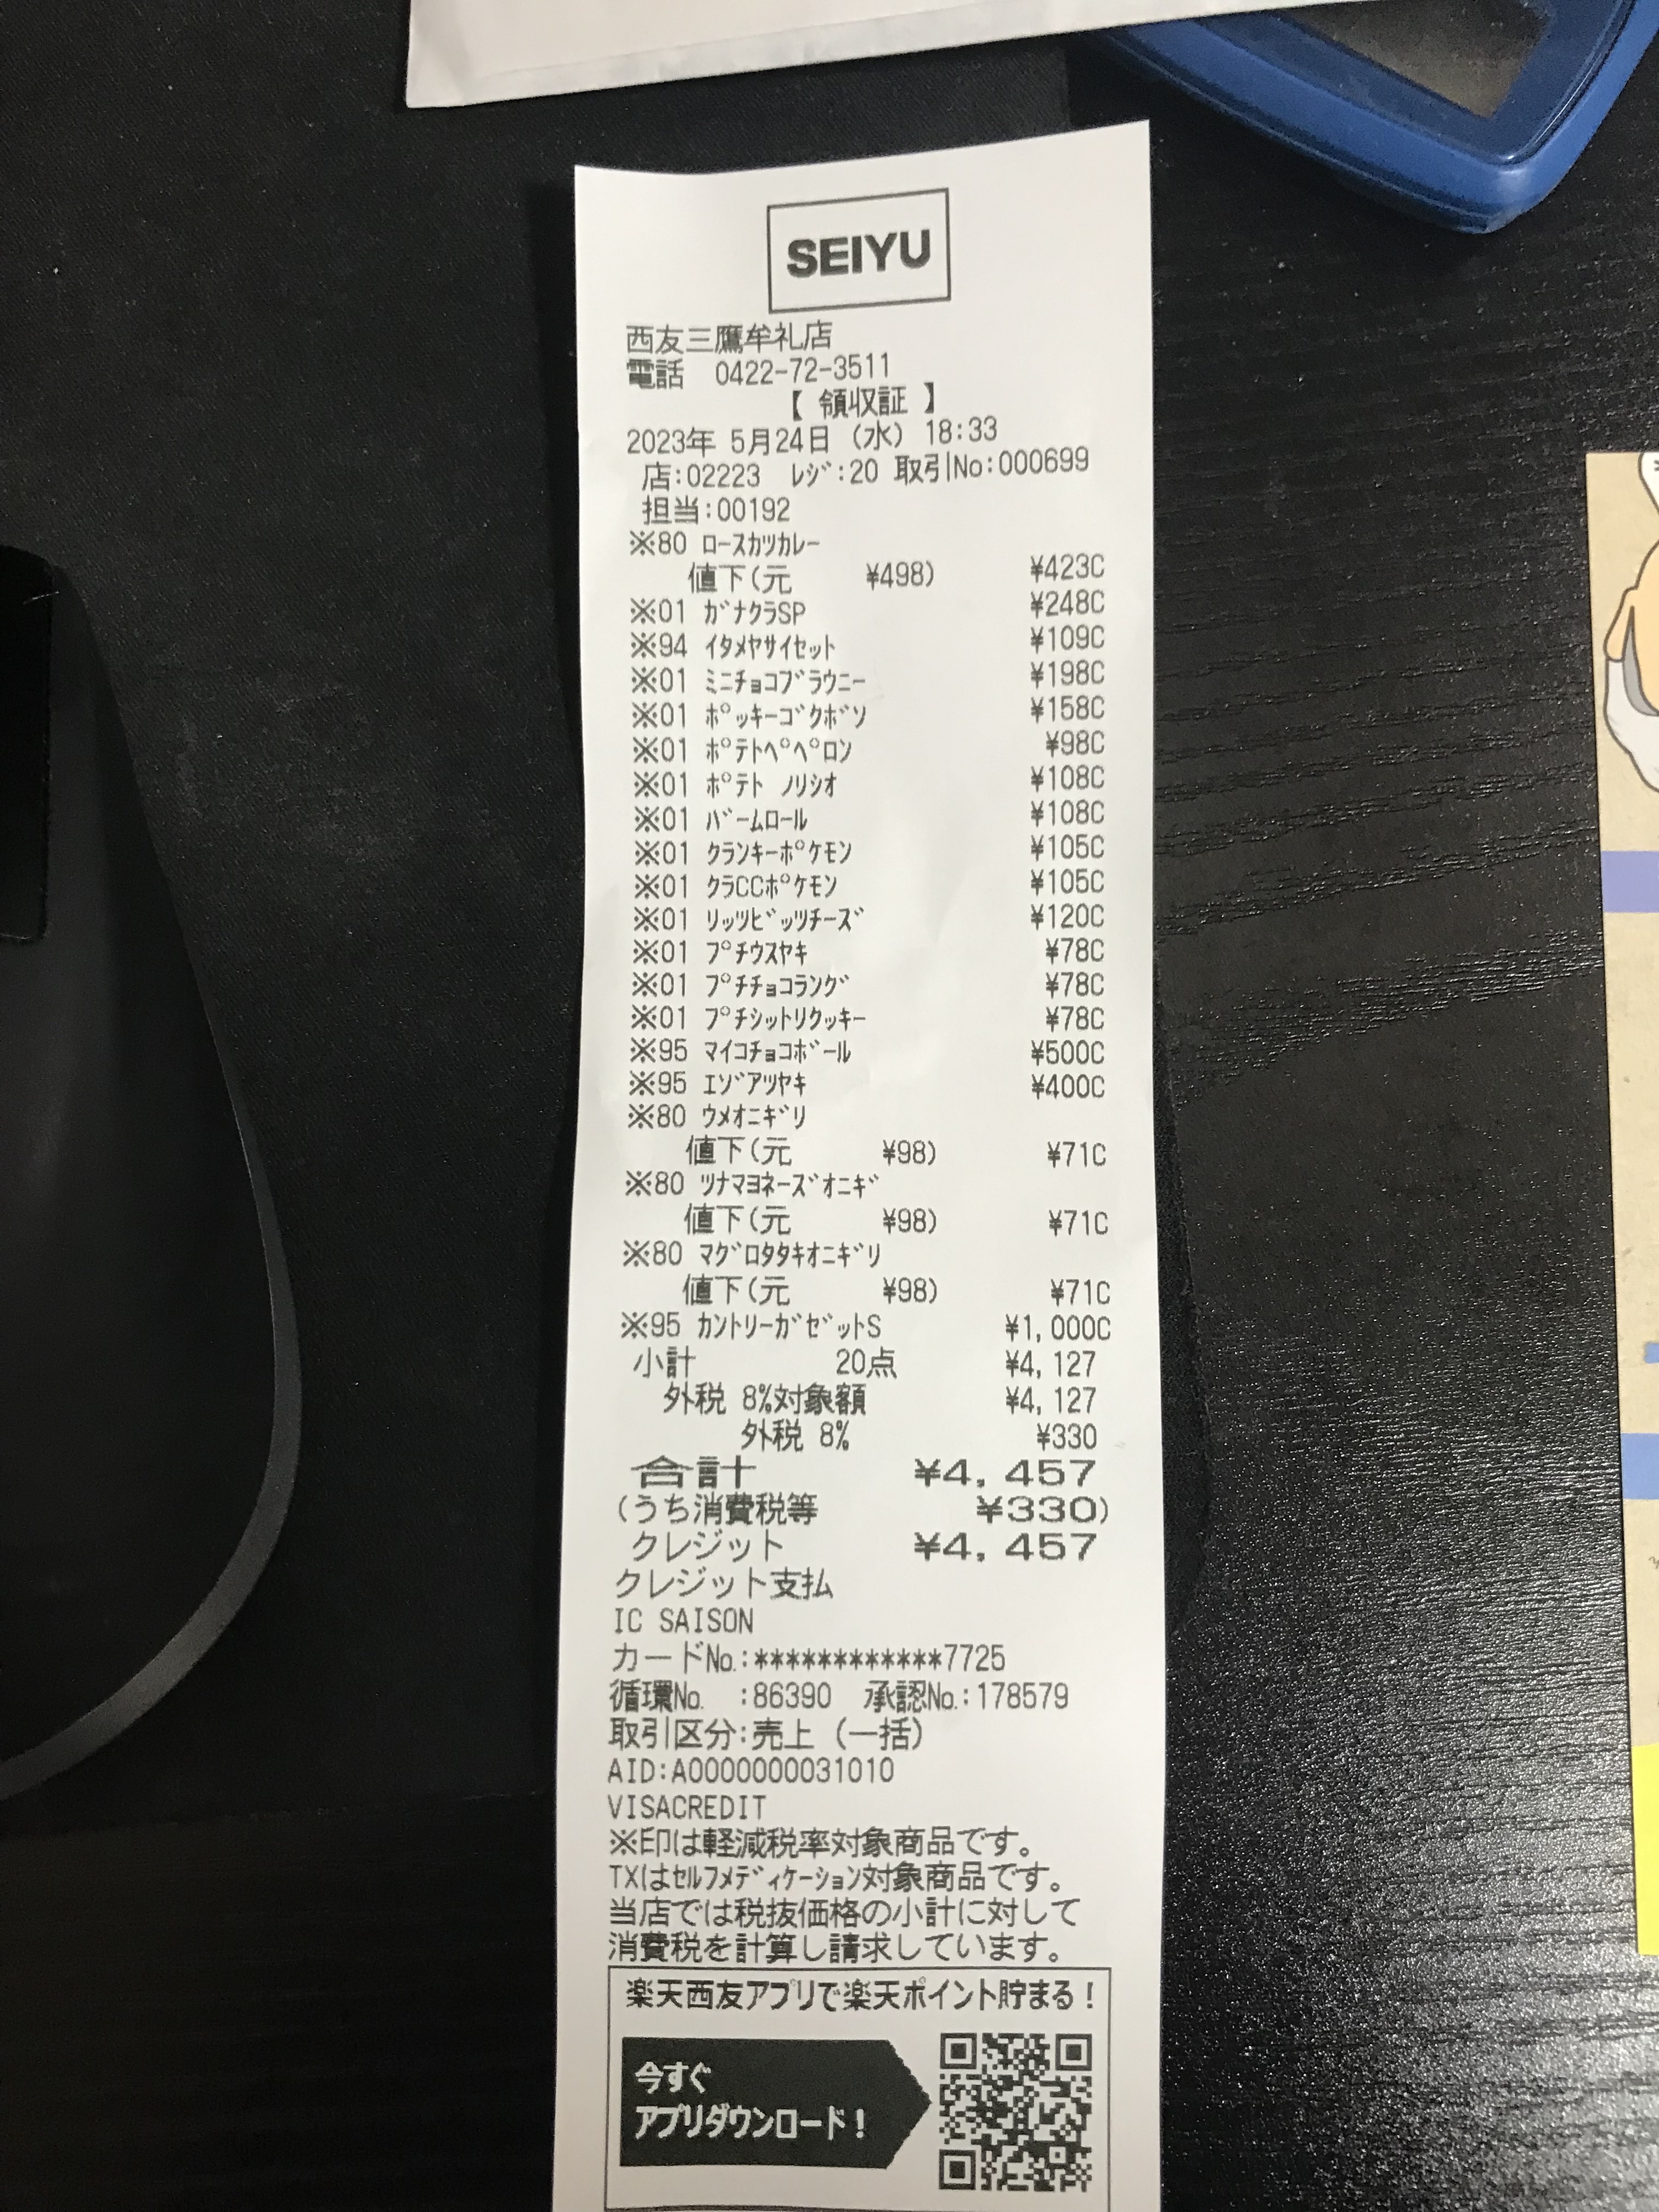 SEIYU
西友三鷹牟礼店
電話 0422-72-3511
【 領収証 】
2023年 5月24日 (水) 18:33
店:02223 ﾚｼﾞ:20 取引No:000699
担当:00192
※80 ﾛｰｽｶﾂｶﾚｰ
値下(元 ¥498) ¥423C
※01 ｶﾞﾅｸﾗSP ¥248C
※94 ｲﾀﾒﾔｻｲｾｯﾄ ¥109C
※01 ﾐﾆﾁｮｺﾌﾞﾗｳﾆｰ ¥198C
※01 ﾎﾟｯｷｰｺﾞｸﾎﾞｿ ¥158C
※01 ﾎﾟﾃﾄﾍﾟﾍﾟﾛﾝ ¥98C
※01 ﾎﾟﾃﾄ ﾉﾘｼｵ ¥108C
※01 ﾊﾞｰﾑﾛｰﾙ ¥108C
※01 ｸﾗﾝｷｰﾎﾟｹﾓﾝ ¥105C
※01 ｸﾗCCﾎﾟｹﾓﾝ ¥105C
※01 ﾘｯﾂﾋﾞｯﾂﾁｰｽﾞ ¥120C
※01 ﾌﾟﾁｳｽﾔｷ ¥78C
※01 ﾌﾟﾁﾁｮｺﾗﾝｸﾞ ¥78C
※01 ﾌﾟﾁｼｯﾄﾘｸｯｷｰ ¥78C
※95 ﾏｲｺﾁｮｺﾎﾞｰﾙ ¥500C
※95 ｴｿﾞｱﾂﾔｷ ¥400C
※80 ｳﾒｵﾆｷﾞﾘ
値下(元 ¥98) ¥71C
※80 ﾂﾅﾏﾖﾈｰｽﾞｵﾆｷﾞ
値下(元 ¥98) ¥71C
※80 ﾏｸﾞﾛﾀﾀｷｵﾆｷﾞﾘ
値下(元 ¥98) ¥71C
※95 ｶﾝﾄﾘｰｶﾞｾﾞｯﾄS ¥1,000C
小計 20点 ¥4,127
外税 8%対象額 ¥4,127
外税 8% ¥330
合計 ¥4,457
(うち消費税等 ¥330)
クレジット ¥4,457
クレジット支払
IC SAISON
カードNo.:************7725
循環No. :86390 承認No.:178579
取引区分:売上 (一括)
AID:A0000000031010
VISACREDIT
※印は軽減税率対象商品です。
TXはｾﾙﾌﾒﾃﾞｨｹｰｼｮﾝ対象商品です。
当店では税抜価格の小計に対して
消費税を計算し請求しています。
楽天西友アプリで楽天ポイント貯まる!
今すぐ
アプリダウンロード!